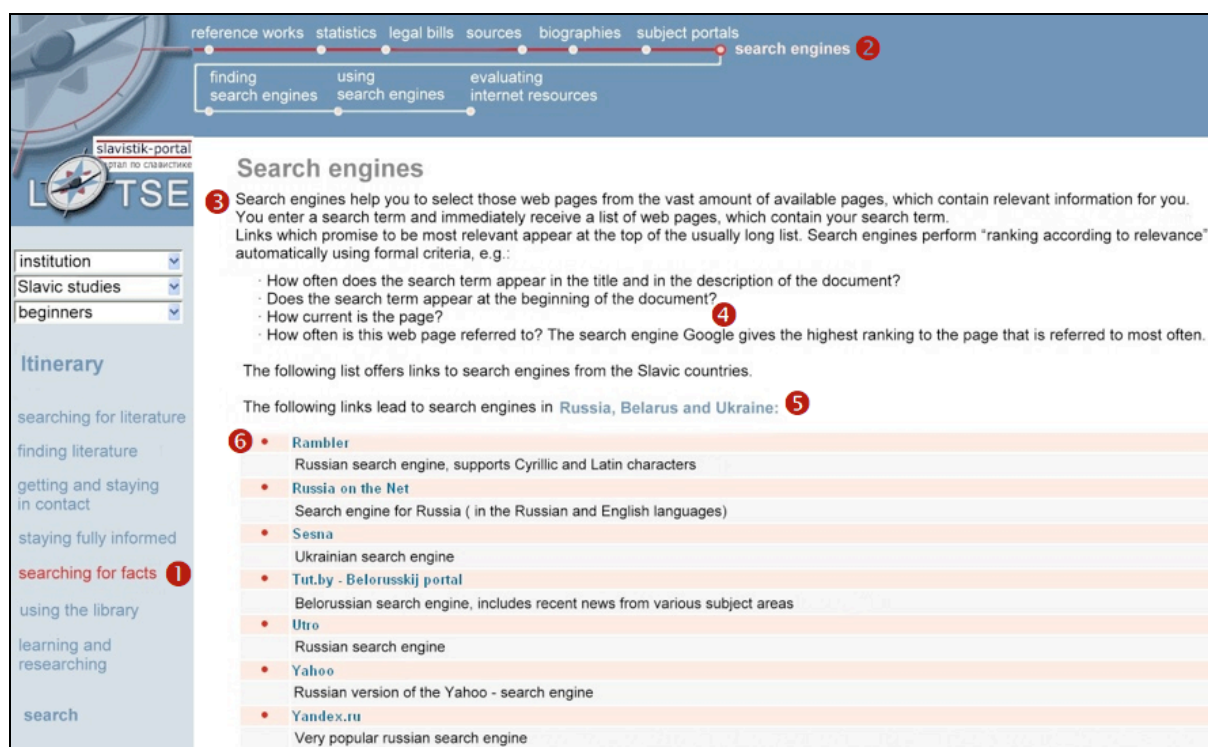 reference works statistics legal bills sources biographies subject portals
search engines 2
finding using evaluating
search engines search engines internet resources
slavistik-portal
портал по славистике
LOTSE
institution
Slavic studies
beginners
Itinerary
searching for literature
finding literature
getting and staying
in contact
staying fully informed
searching for facts 1
using the library
learning and
researching
search
Search engines
3 Search engines help you to select those web pages from the vast amount of available pages, which contain relevant information for you.
You enter a search term and immediately receive a list of web pages, which contain your search term.
Links which promise to be most relevant appear at the top of the usually long list. Search engines perform “ranking according to relevance”
automatically using formal criteria, e.g.:
· How often does the search term appear in the title and in the description of the document?
· Does the search term appear at the beginning of the document?
· How current is the page? 4
· How often is this web page referred to? The search engine Google gives the highest ranking to the page that is referred to most often.
The following list offers links to search engines from the Slavic countries.
The following links lead to search engines in Russia, Belarus and Ukraine: 5
6 • Rambler
Russian search engine, supports Cyrillic and Latin characters
• Russia on the Net
Search engine for Russia ( in the Russian and English languages)
• Sesna
Ukrainian search engine
• Tut.by - Belorusskij portal
Belorussian search engine, includes recent news from various subject areas
• Utro
Russian search engine
• Yahoo
Russian version of the Yahoo - search engine
• Yandex.ru
Very popular russian search engine